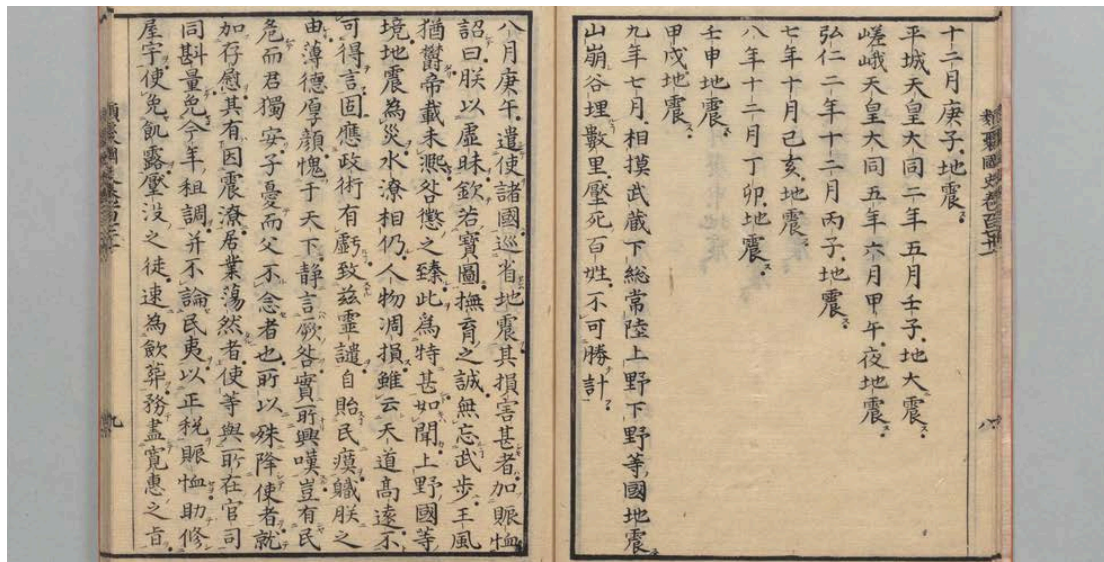 十二月庚子地震
平城天皇大同二年五月壬子地大震
嵯峨天皇大同五年六月甲午夜地震
弘仁二年十二月丙子地震
七年十月己亥地震
八年十二月丁卯地震
壬申地震
甲戌地震
九年七月相摸武蔵下総常陸上野下野等國地震
山崩谷埋數里壓死百姓不可勝計
八
八月庚午遣使諸國巡省地震其損害甚者加賑恤
詔曰朕以虚昧欽若寶圖撫育之誠無忘武歩王風
猶欝帝載未凞咎懲之臻此為特甚如聞上野國等
境地震為災水潦相仍人物凋損雖云天道高遠不
可得言固應政術有虧致茲靈譴自貽民瘼職朕之
由薄德厚顔愧于天下静言厥咎實所興嘆豈有民
危而君獨安子憂而父不念者也所以殊降使者就
加存慰其有因震潦居業蕩然者使等與所在官司
同斟量免今年租調并不論民夷以正税賑恤助修
屋宇使免飢露壓没之徒速為飲葬務盡寛惠之旨
九